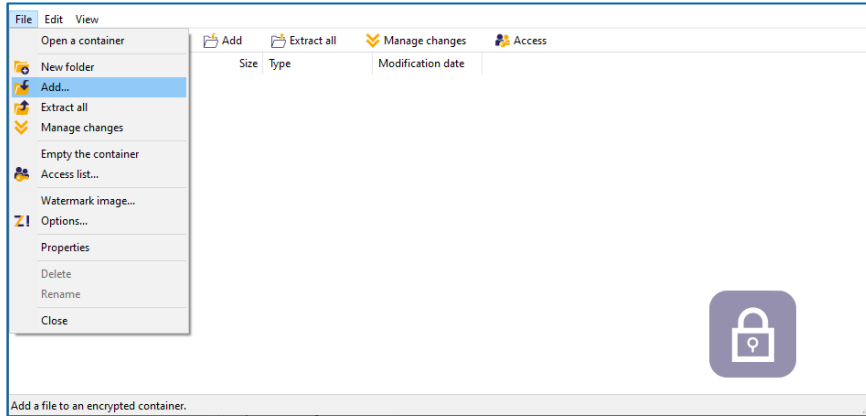 File Edit View
Open a container
Add Extract all Manage changes Access
New folder
Size Type Modification date
Add...
Extract all
Manage changes
Empty the container
Access list...
Watermark image...
Z! Options...
Properties
Delete
Rename
Close
Add a file to an encrypted container.